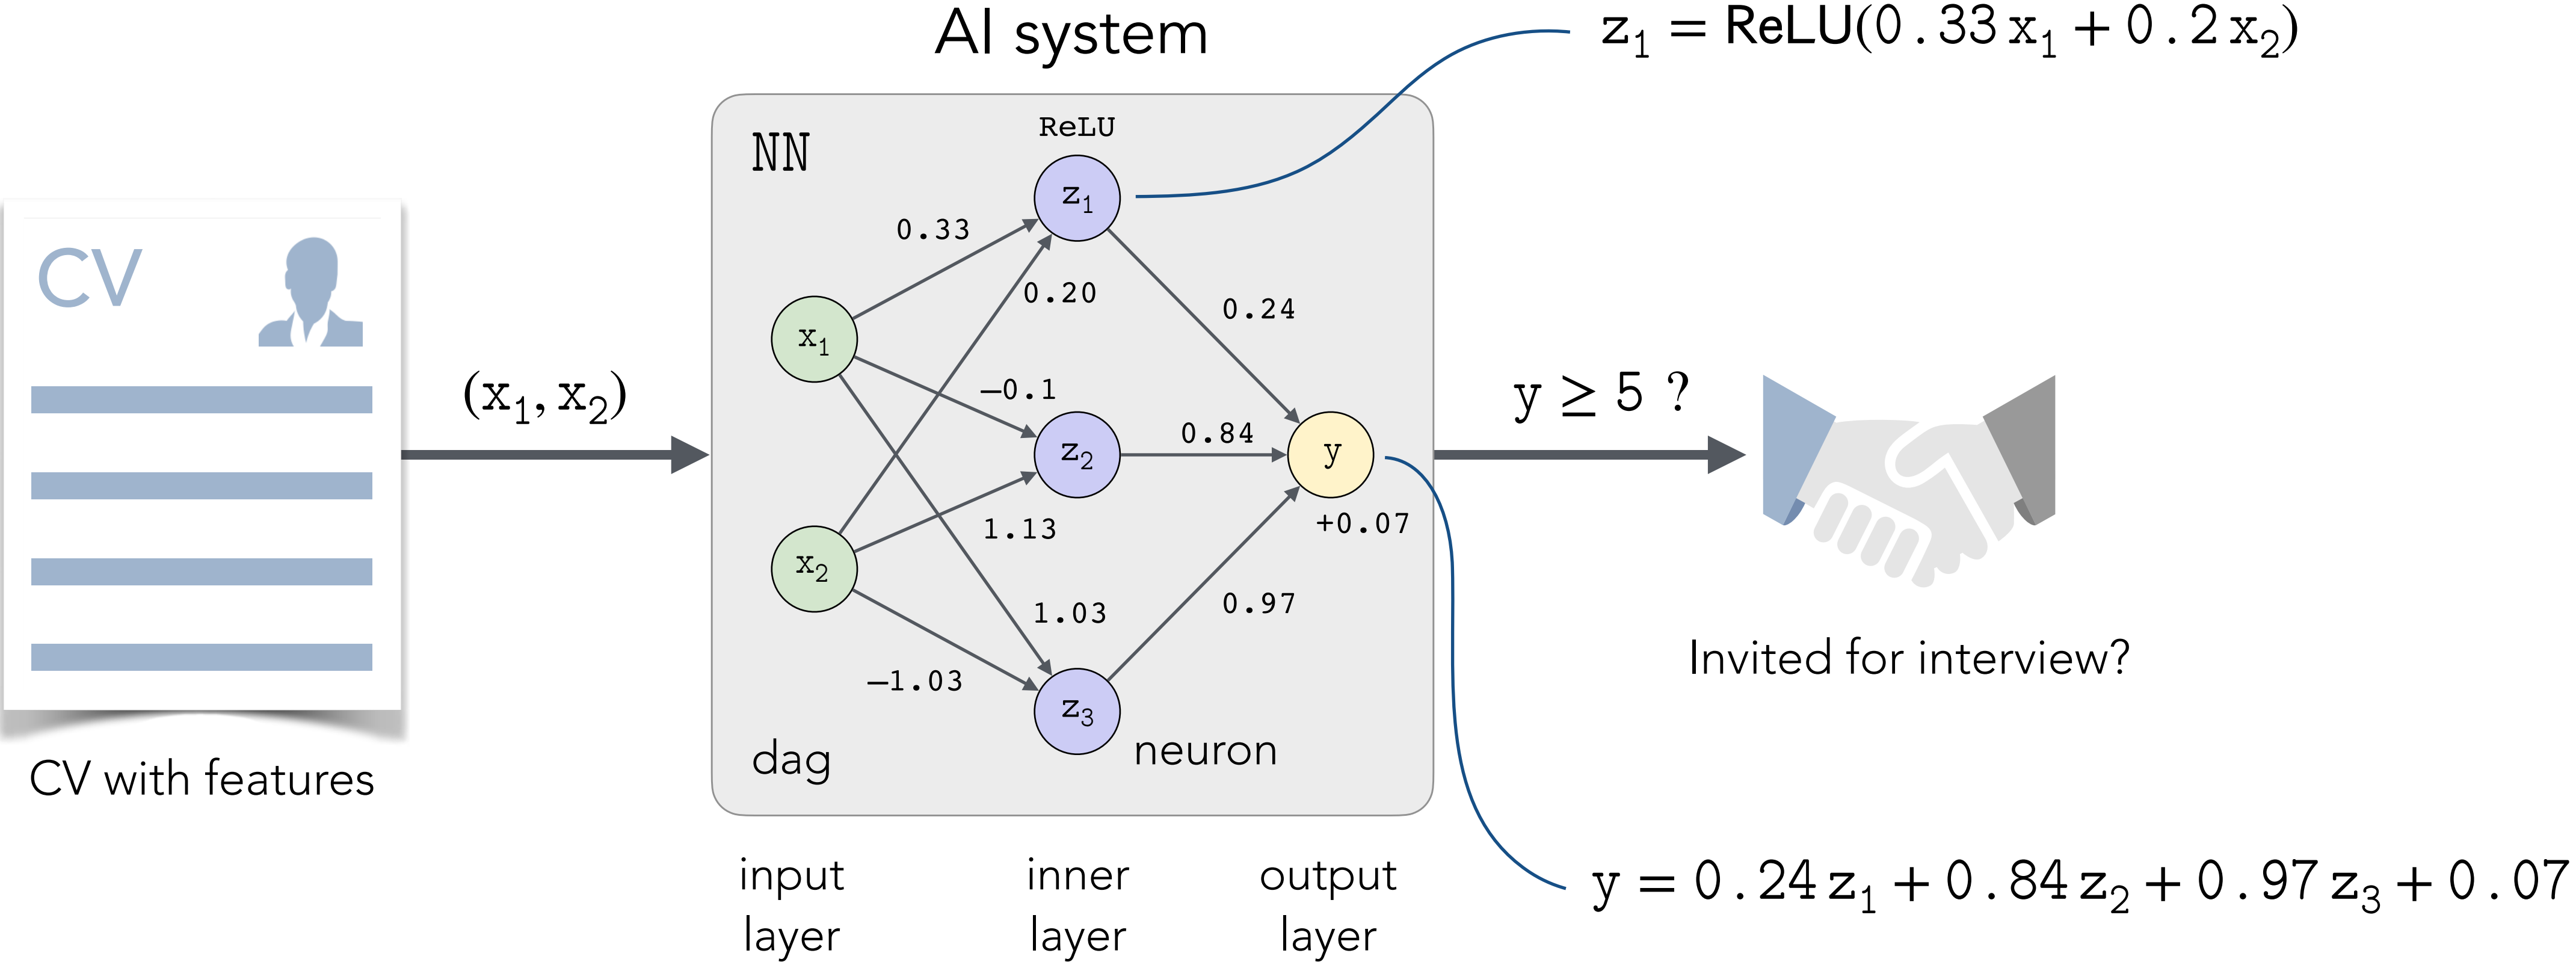 AI system
z₁ = ReLU(0.33 x₁ + 0.2 x₂)
NN
ReLU
z₁
0.33
0.20
CV
x₁
0.24
(x₁, x₂)
−0.1
y ≥ 5 ?
0.84
z₂
y
1.13
+0.07
x₂
1.03
0.97
−1.03
z₃
neuron
dag
Invited for interview?
CV with features
input
layer
inner
layer
output
layer
y = 0.24 z₁ + 0.84 z₂ + 0.97 z₃ + 0.07